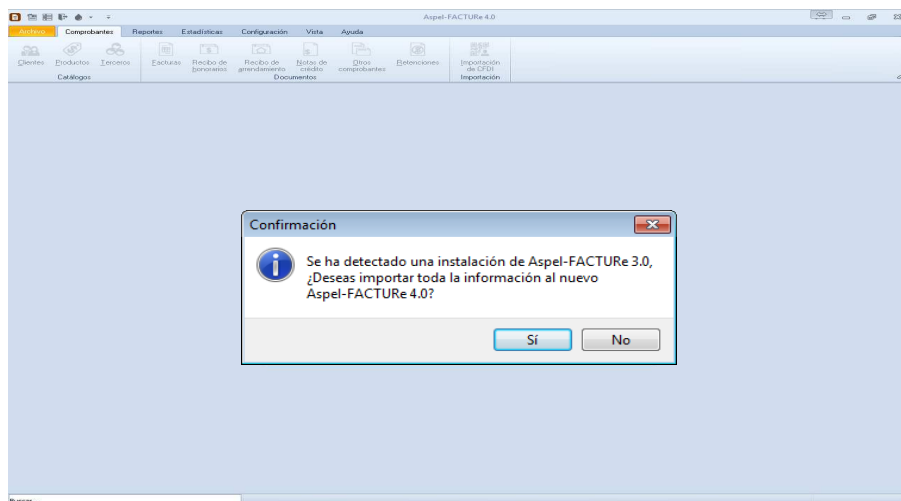 Aspel-FACTURe 4.0
Archivo Comprobantes Reportes Estadísticas Configuración Vista Ayuda
Clientes Productos Terceros Facturas Recibo de honorarios Recibo de arrendamiento Notas de crédito Otros comprobantes Retenciones Importación de CFDI
Catálogos Documentos Importación
Confirmación
Se ha detectado una instalación de Aspel-FACTURe 3.0,
¿Deseas importar toda la información al nuevo
Aspel-FACTURe 4.0?
Sí No